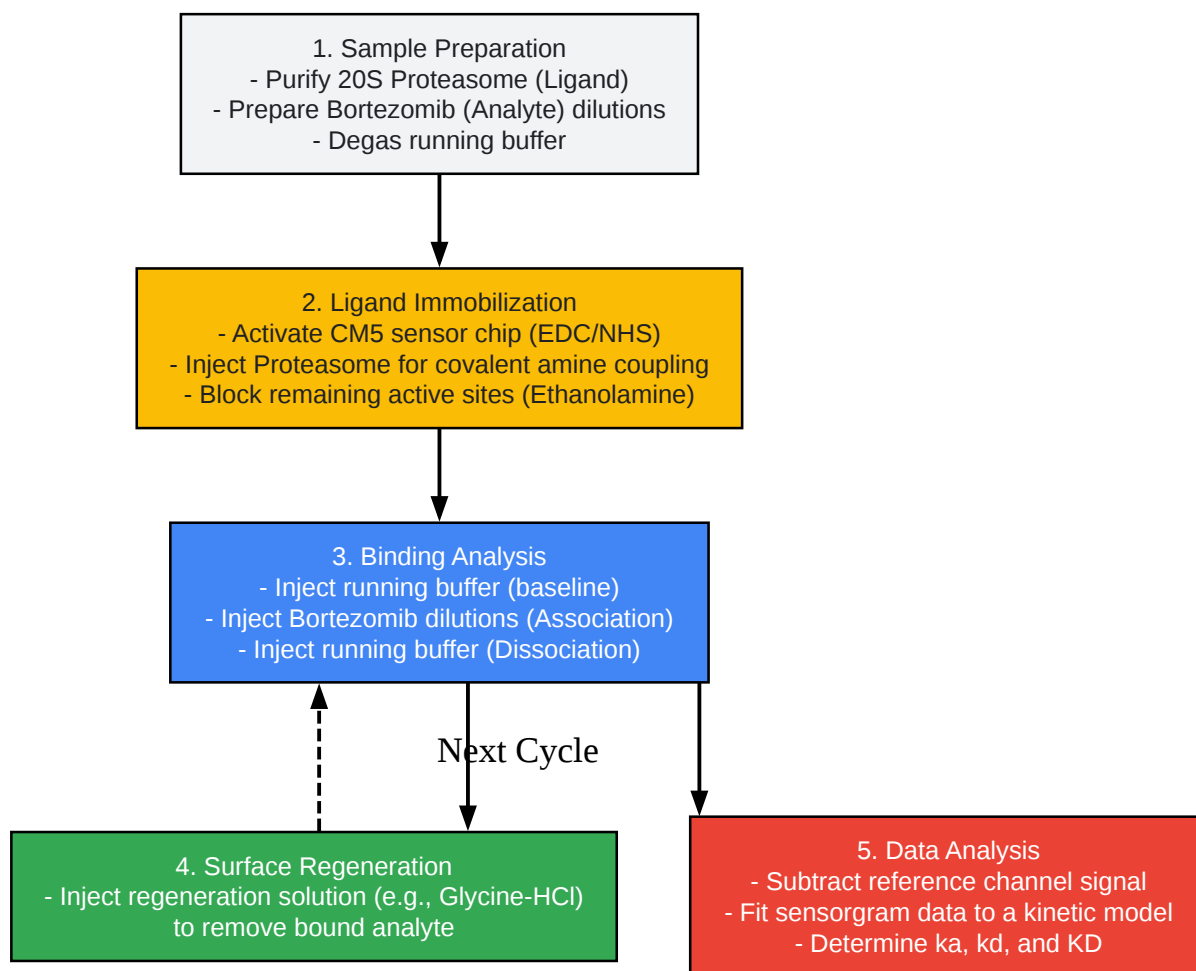 1. Sample Preparation
- Purify 20S Proteasome (Ligand)
- Prepare Bortezomib (Analyte) dilutions
- Degas running buffer
2. Ligand Immobilization
- Activate CM5 sensor chip (EDC/NHS)
- Inject Proteasome for covalent amine coupling
- Block remaining active sites (Ethanolamine)
3. Binding Analysis
- Inject running buffer (baseline)
- Inject Bortezomib dilutions (Association)
- Inject running buffer (Dissociation)
Next Cycle
4. Surface Regeneration
- Inject regeneration solution (e.g., Glycine-HCl)
to remove bound analyte
5. Data Analysis
- Subtract reference channel signal
- Fit sensorgram data to a kinetic model
- Determine ka, kd, and KD